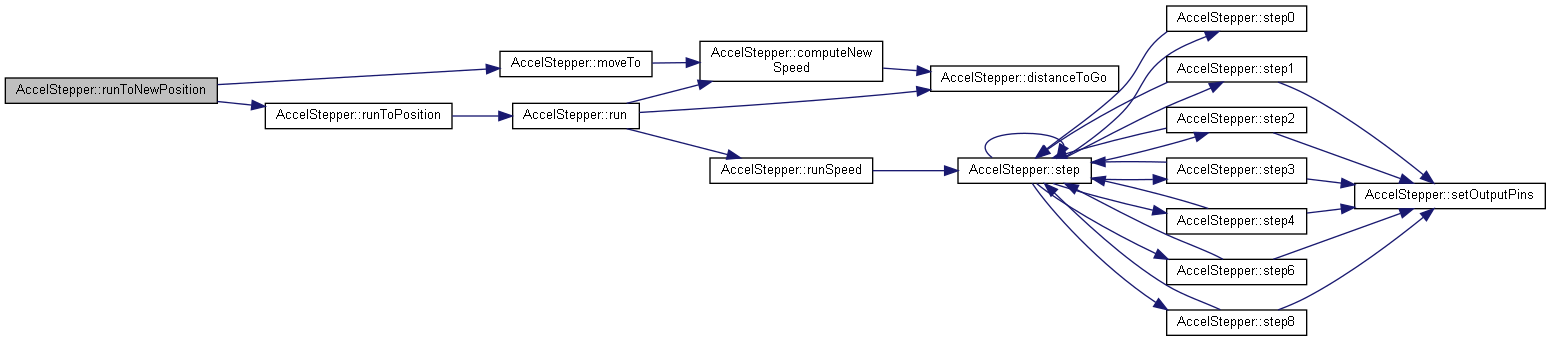 AccelStepper::runToNewPosition
AccelStepper::moveTo
AccelStepper::runToPosition
AccelStepper::computeNew
Speed
AccelStepper::run
AccelStepper::distanceToGo
AccelStepper::runSpeed
AccelStepper::step
AccelStepper::step0
AccelStepper::step1
AccelStepper::step2
AccelStepper::step3
AccelStepper::step4
AccelStepper::step6
AccelStepper::step8
AccelStepper::setOutputPins